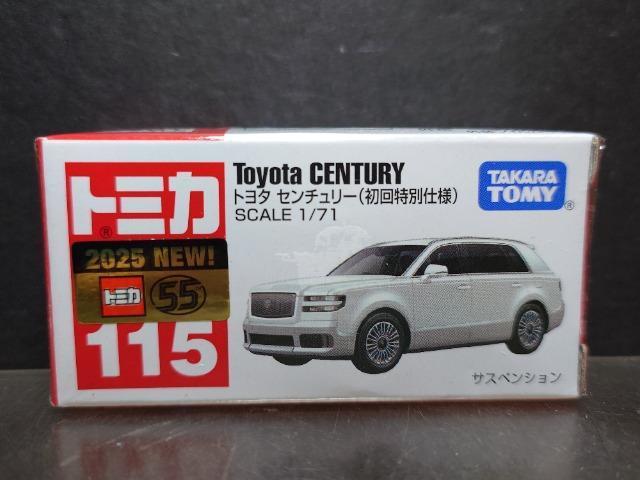 Toyota CENTURY
トヨタ センチュリー(初回特別仕様)
SCALE 1/71
TAKARA
TOMY®
トミカ
®
2025 NEW!
トミカ 55
115
サスペンション